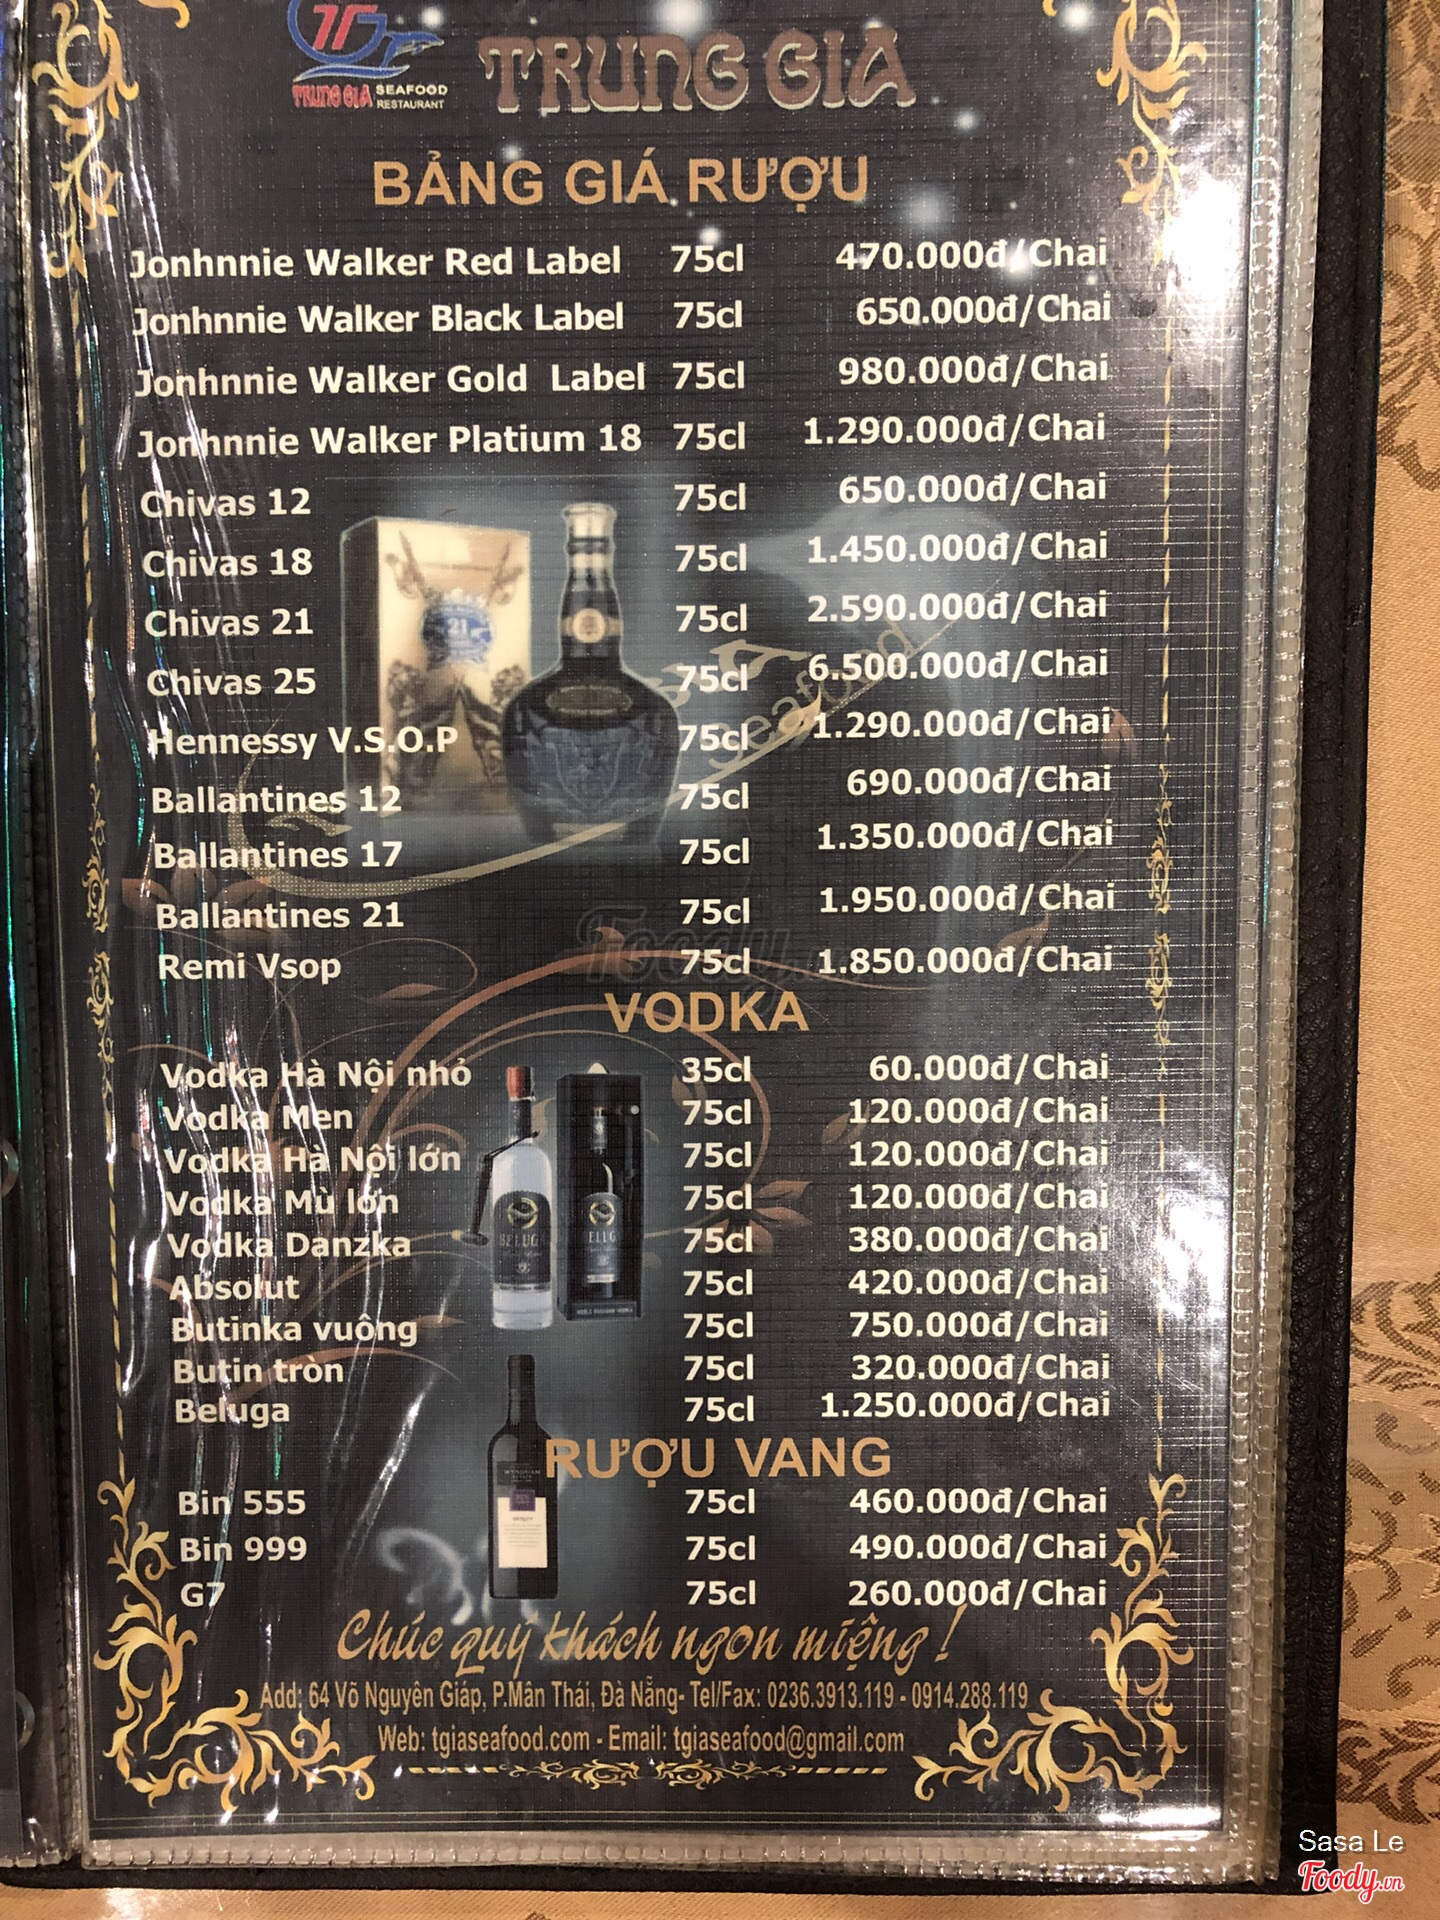 TG
TRUNG GIA SEAFOOD RESTAURANT
TRUNG GIA
BẢNG GIÁ RƯỢU
Jonhnnie Walker Red Label 75cl 470.000đ/Chai
Jonhnnie Walker Black Label 75cl 650.000đ/Chai
Jonhnnie Walker Gold Label 75cl 980.000đ/Chai
Jonhnnie Walker Platium 18 75cl 1.290.000đ/Chai
Chivas 12 75cl 650.000đ/Chai
Chivas 18 75cl 1.450.000đ/Chai
Chivas 21 75cl 2.590.000đ/Chai
Chivas 25 75cl 6.500.000đ/Chai
Hennessy V.S.O.P 75cl 1.290.000đ/Chai
Ballantines 12 75cl 690.000đ/Chai
Ballantines 17 75cl 1.350.000đ/Chai
Ballantines 21 75cl 1.950.000đ/Chai
Remi Vsop 75cl 1.850.000đ/Chai
21
Seafood
Foody.vn
VODKA
Vodka Hà Nội nhỏ 35cl 60.000đ/Chai
Vodka Men 75cl 120.000đ/Chai
Vodka Hà Nội lớn 75cl 120.000đ/Chai
Vodka Mù lớn 75cl 120.000đ/Chai
Vodka Danzka 75cl 380.000đ/Chai
Absolut 75cl 420.000đ/Chai
Butinka vuông 75cl 750.000đ/Chai
Butin tròn 75cl 320.000đ/Chai
Beluga 75cl 1.250.000đ/Chai
BELUGA
RƯỢU VANG
Bin 555 75cl 460.000đ/Chai
Bin 999 75cl 490.000đ/Chai
G7 75cl 260.000đ/Chai
Chúc quý khách ngon miệng !
Add: 64 Võ Nguyên Giáp, P.Mân Thái, Đà Nẵng- Tel/Fax: 0236.3913.119 - 0914.288.119
Web: tgiaseafood.com - Email: tgiaseafood@gmail.com
Sasa Le
Foody.vn